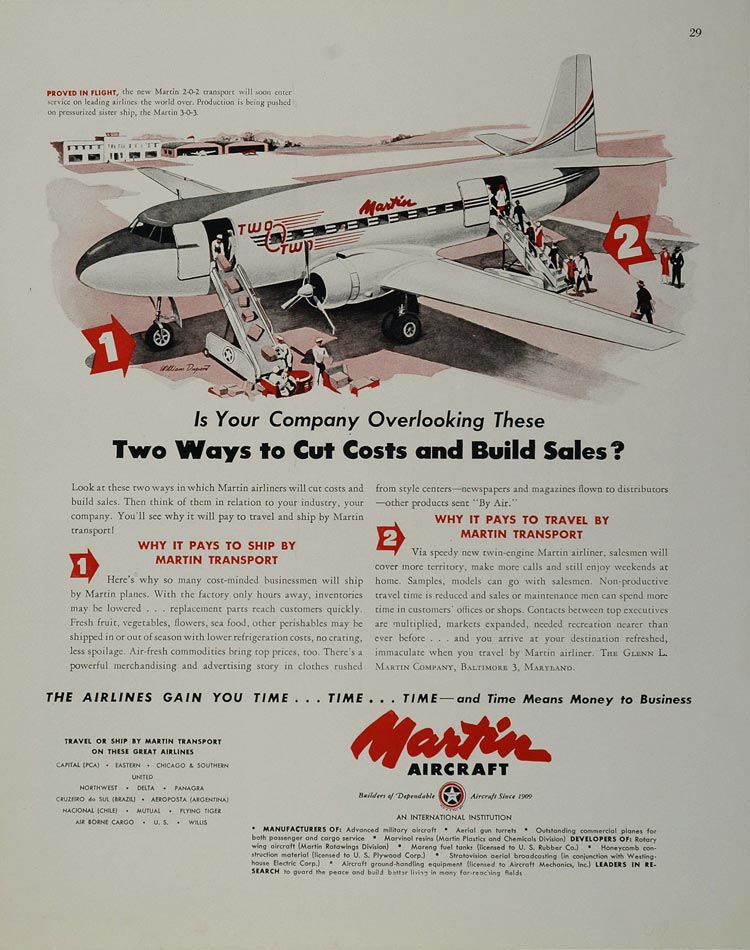 29
PROVED IN FLIGHT, the new Martin 2-0-2 transport will soon enter
service on leading airlines the world over. Production is being pushed
on pressurized sister ship, the Martin 3-0-3.
Martin
TWO
O
TWO
2
1
William Dupont
Is Your Company Overlooking These
Two Ways to Cut Costs and Build Sales?
Look at these two ways in which Martin airliners will cut costs and
build sales. Then think of them in relation to your industry, your
company. You'll see why it will pay to travel and ship by Martin
transport!
1
WHY IT PAYS TO SHIP BY
MARTIN TRANSPORT
Here's why so many cost-minded businessmen will ship
by Martin planes. With the factory only hours away, inventories
may be lowered . . . replacement parts reach customers quickly.
Fresh fruit, vegetables, flowers, sea food, other perishables may be
shipped in or out of season with lower refrigeration costs, no crating,
less spoilage. Air-fresh commodities bring top prices, too. There's a
powerful merchandising and advertising story in clothes rushed
from style centers—newspapers and magazines flown to distributors
—other products sent "By Air."
2
WHY IT PAYS TO TRAVEL BY
MARTIN TRANSPORT
Via speedy new twin-engine Martin airliner, salesmen will
cover more territory, make more calls and still enjoy weekends at
home. Samples, models can go with salesmen. Non-productive
travel time is reduced and sales or maintenance men can spend more
time in customers' offices or shops. Contacts between top executives
are multiplied, markets expanded, needed recreation nearer than
ever before . . . and you arrive at your destination refreshed,
immaculate when you travel by Martin airliner. THE GLENN L.
MARTIN COMPANY, BALTIMORE 3, MARYLAND.
THE AIRLINES GAIN YOU TIME . . . TIME . . . TIME—and Time Means Money to Business
TRAVEL OR SHIP BY MARTIN TRANSPORT
ON THESE GREAT AIRLINES
CAPITAL (PCA) • EASTERN • CHICAGO & SOUTHERN
UNITED
NORTHWEST • DELTA • PANAGRA
CRUZEIRO do SUL (BRAZIL) • AEROPOSTA (ARGENTINA)
NACIONAL (CHILE) • MUTUAL • FLYING TIGER
AIR BORNE CARGO • U. S. • WILLIS
Martin
AIRCRAFT
Builders of Dependable Aircraft Since 1909
AN INTERNATIONAL INSTITUTION
• MANUFACTURERS OF: Advanced military aircraft • Aerial gun turrets • Outstanding commercial planes for
both passenger and cargo service • Marvinol resins (Martin Plastics and Chemicals Division) DEVELOPERS OF: Rotary
wing aircraft (Martin Rotawings Division) • Mareng fuel tanks (licensed to U. S. Rubber Co.) • Honeycomb con-
struction material (licensed to U. S. Plywood Corp.) • Stratovision aerial broadcasting (in conjunction with Westing-
house Electric Corp.) • Aircraft ground-handling equipment (licensed to Aircraft Mechanics, Inc.) LEADERS IN RE-
SEARCH to guard the peace and build better living in many far-reaching fields